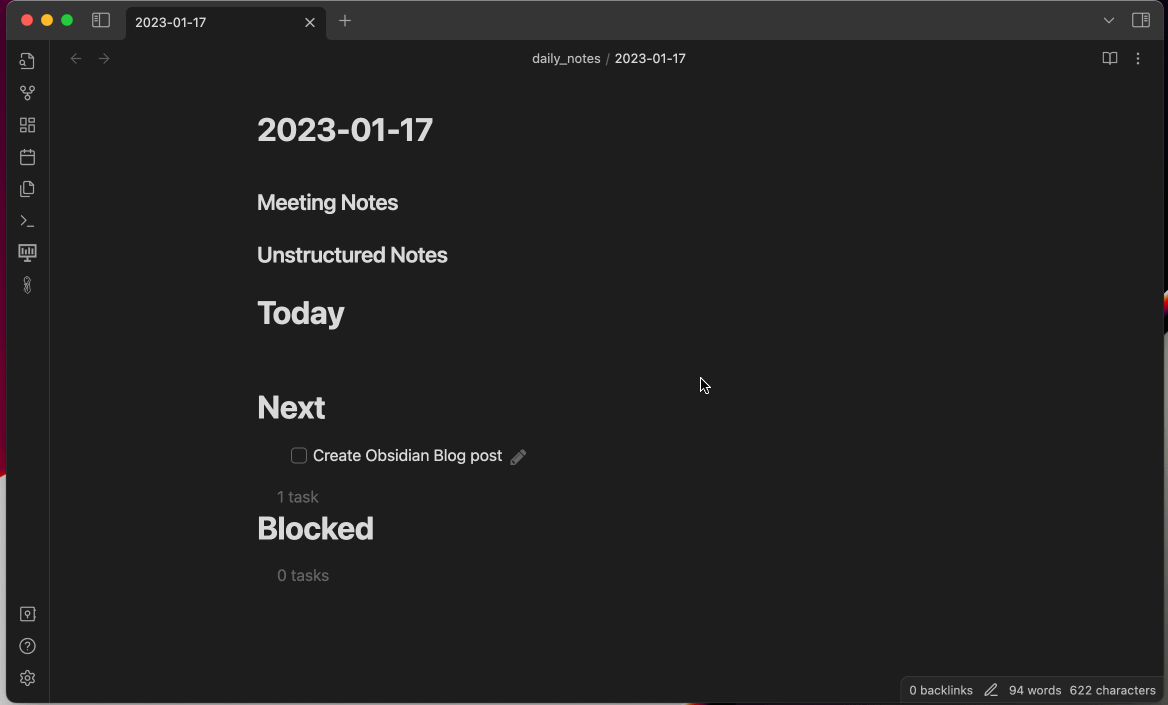 2023-01-17
daily_notes / 2023-01-17
2023-01-17
Meeting Notes
Unstructured Notes
Today
Next
Create Obsidian Blog post
1 task
Blocked
0 tasks
0 backlinks 94 words 622 characters